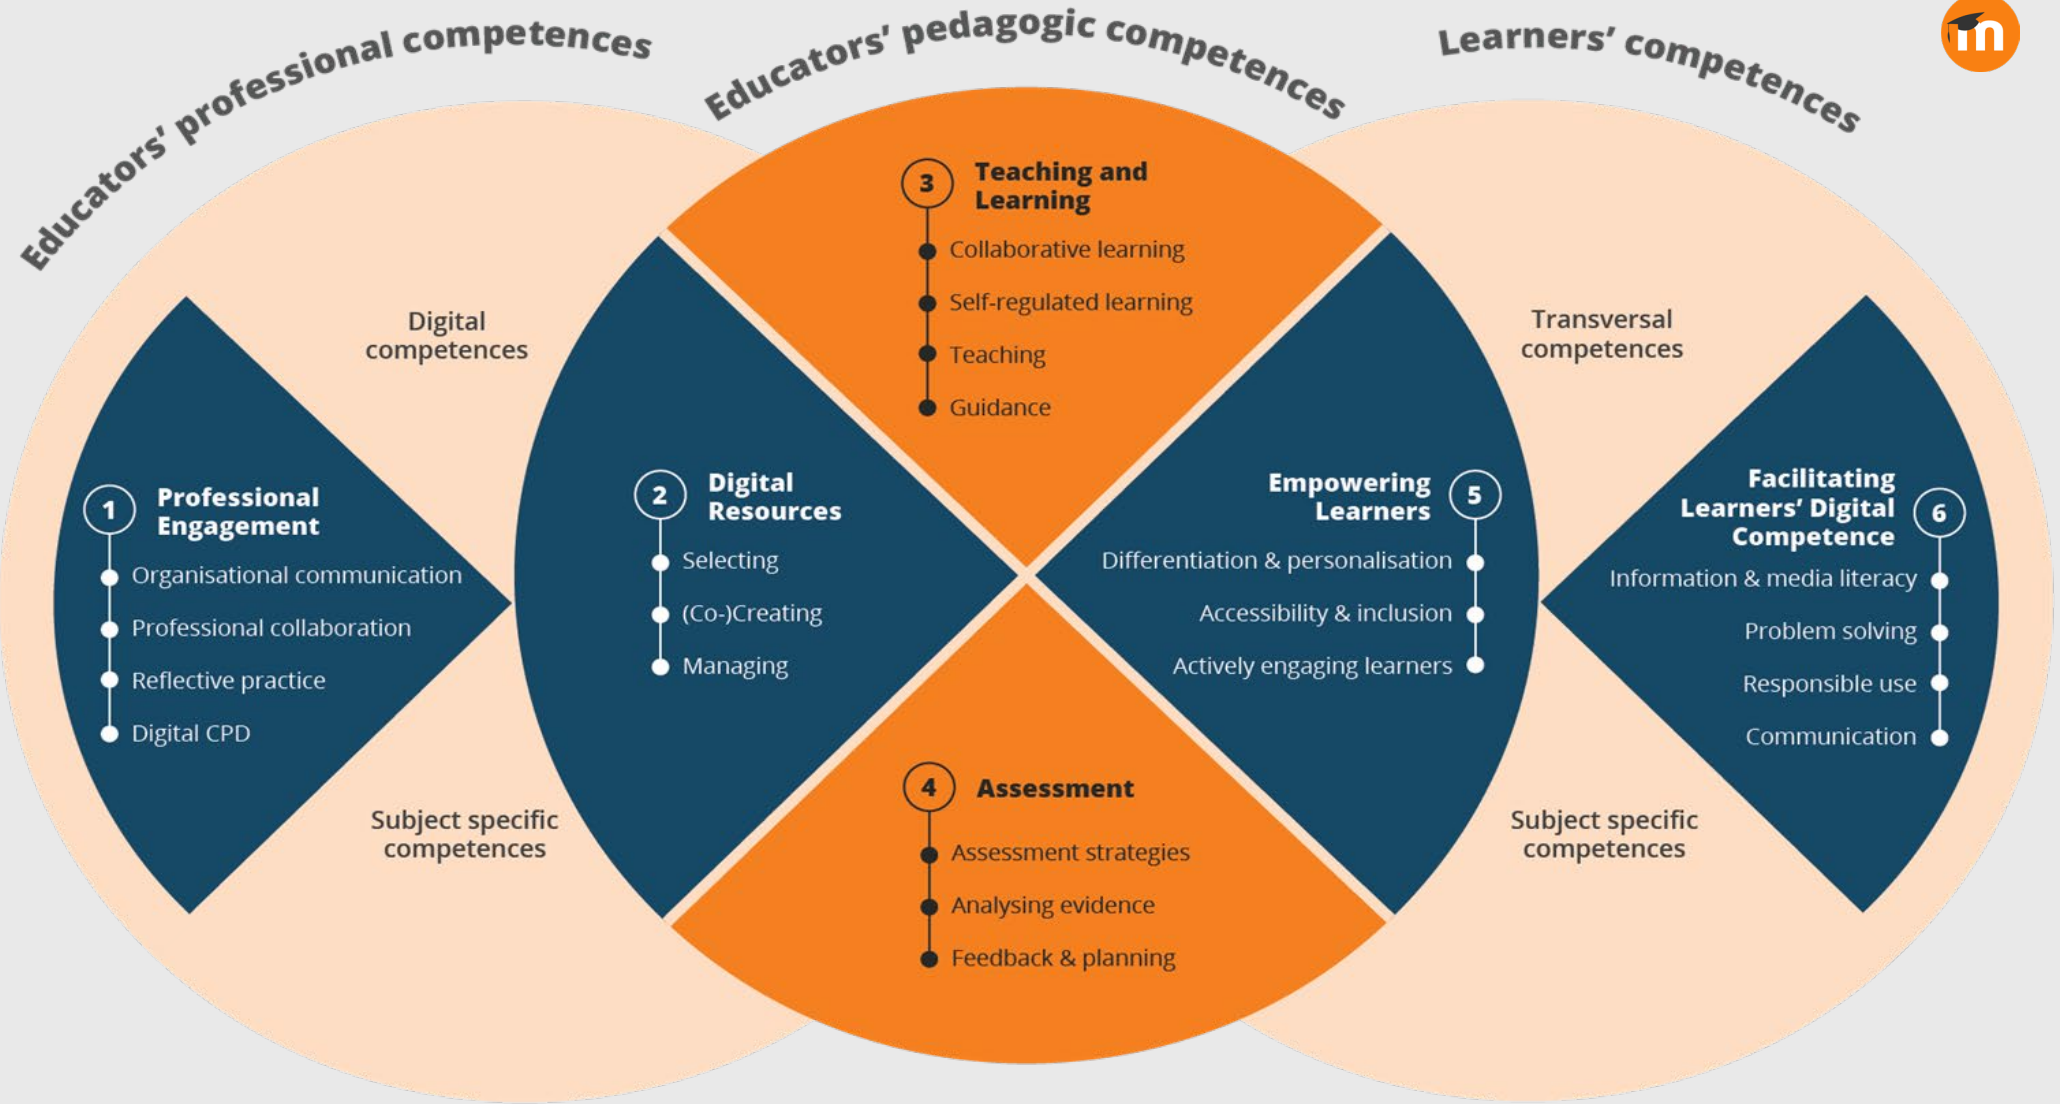 Educators' professional competences
Educators' pedagogic competences
Learners' competences
m
Digital
competences
Subject specific
competences
1
Professional
Engagement
Organisational communication
Professional collaboration
Reflective practice
Digital CPD
2
Digital
Resources
Selecting
(Co-)Creating
Managing
3
Teaching and
Learning
Collaborative learning
Self-regulated learning
Teaching
Guidance
4
Assessment
Assessment strategies
Analysing evidence
Feedback & planning
Empowering
Learners
5
Differentiation & personalisation
Accessibility & inclusion
Actively engaging learners
Transversal
competences
Subject specific
competences
Facilitating
Learners' Digital
Competence
6
Information & media literacy
Problem solving
Responsible use
Communication